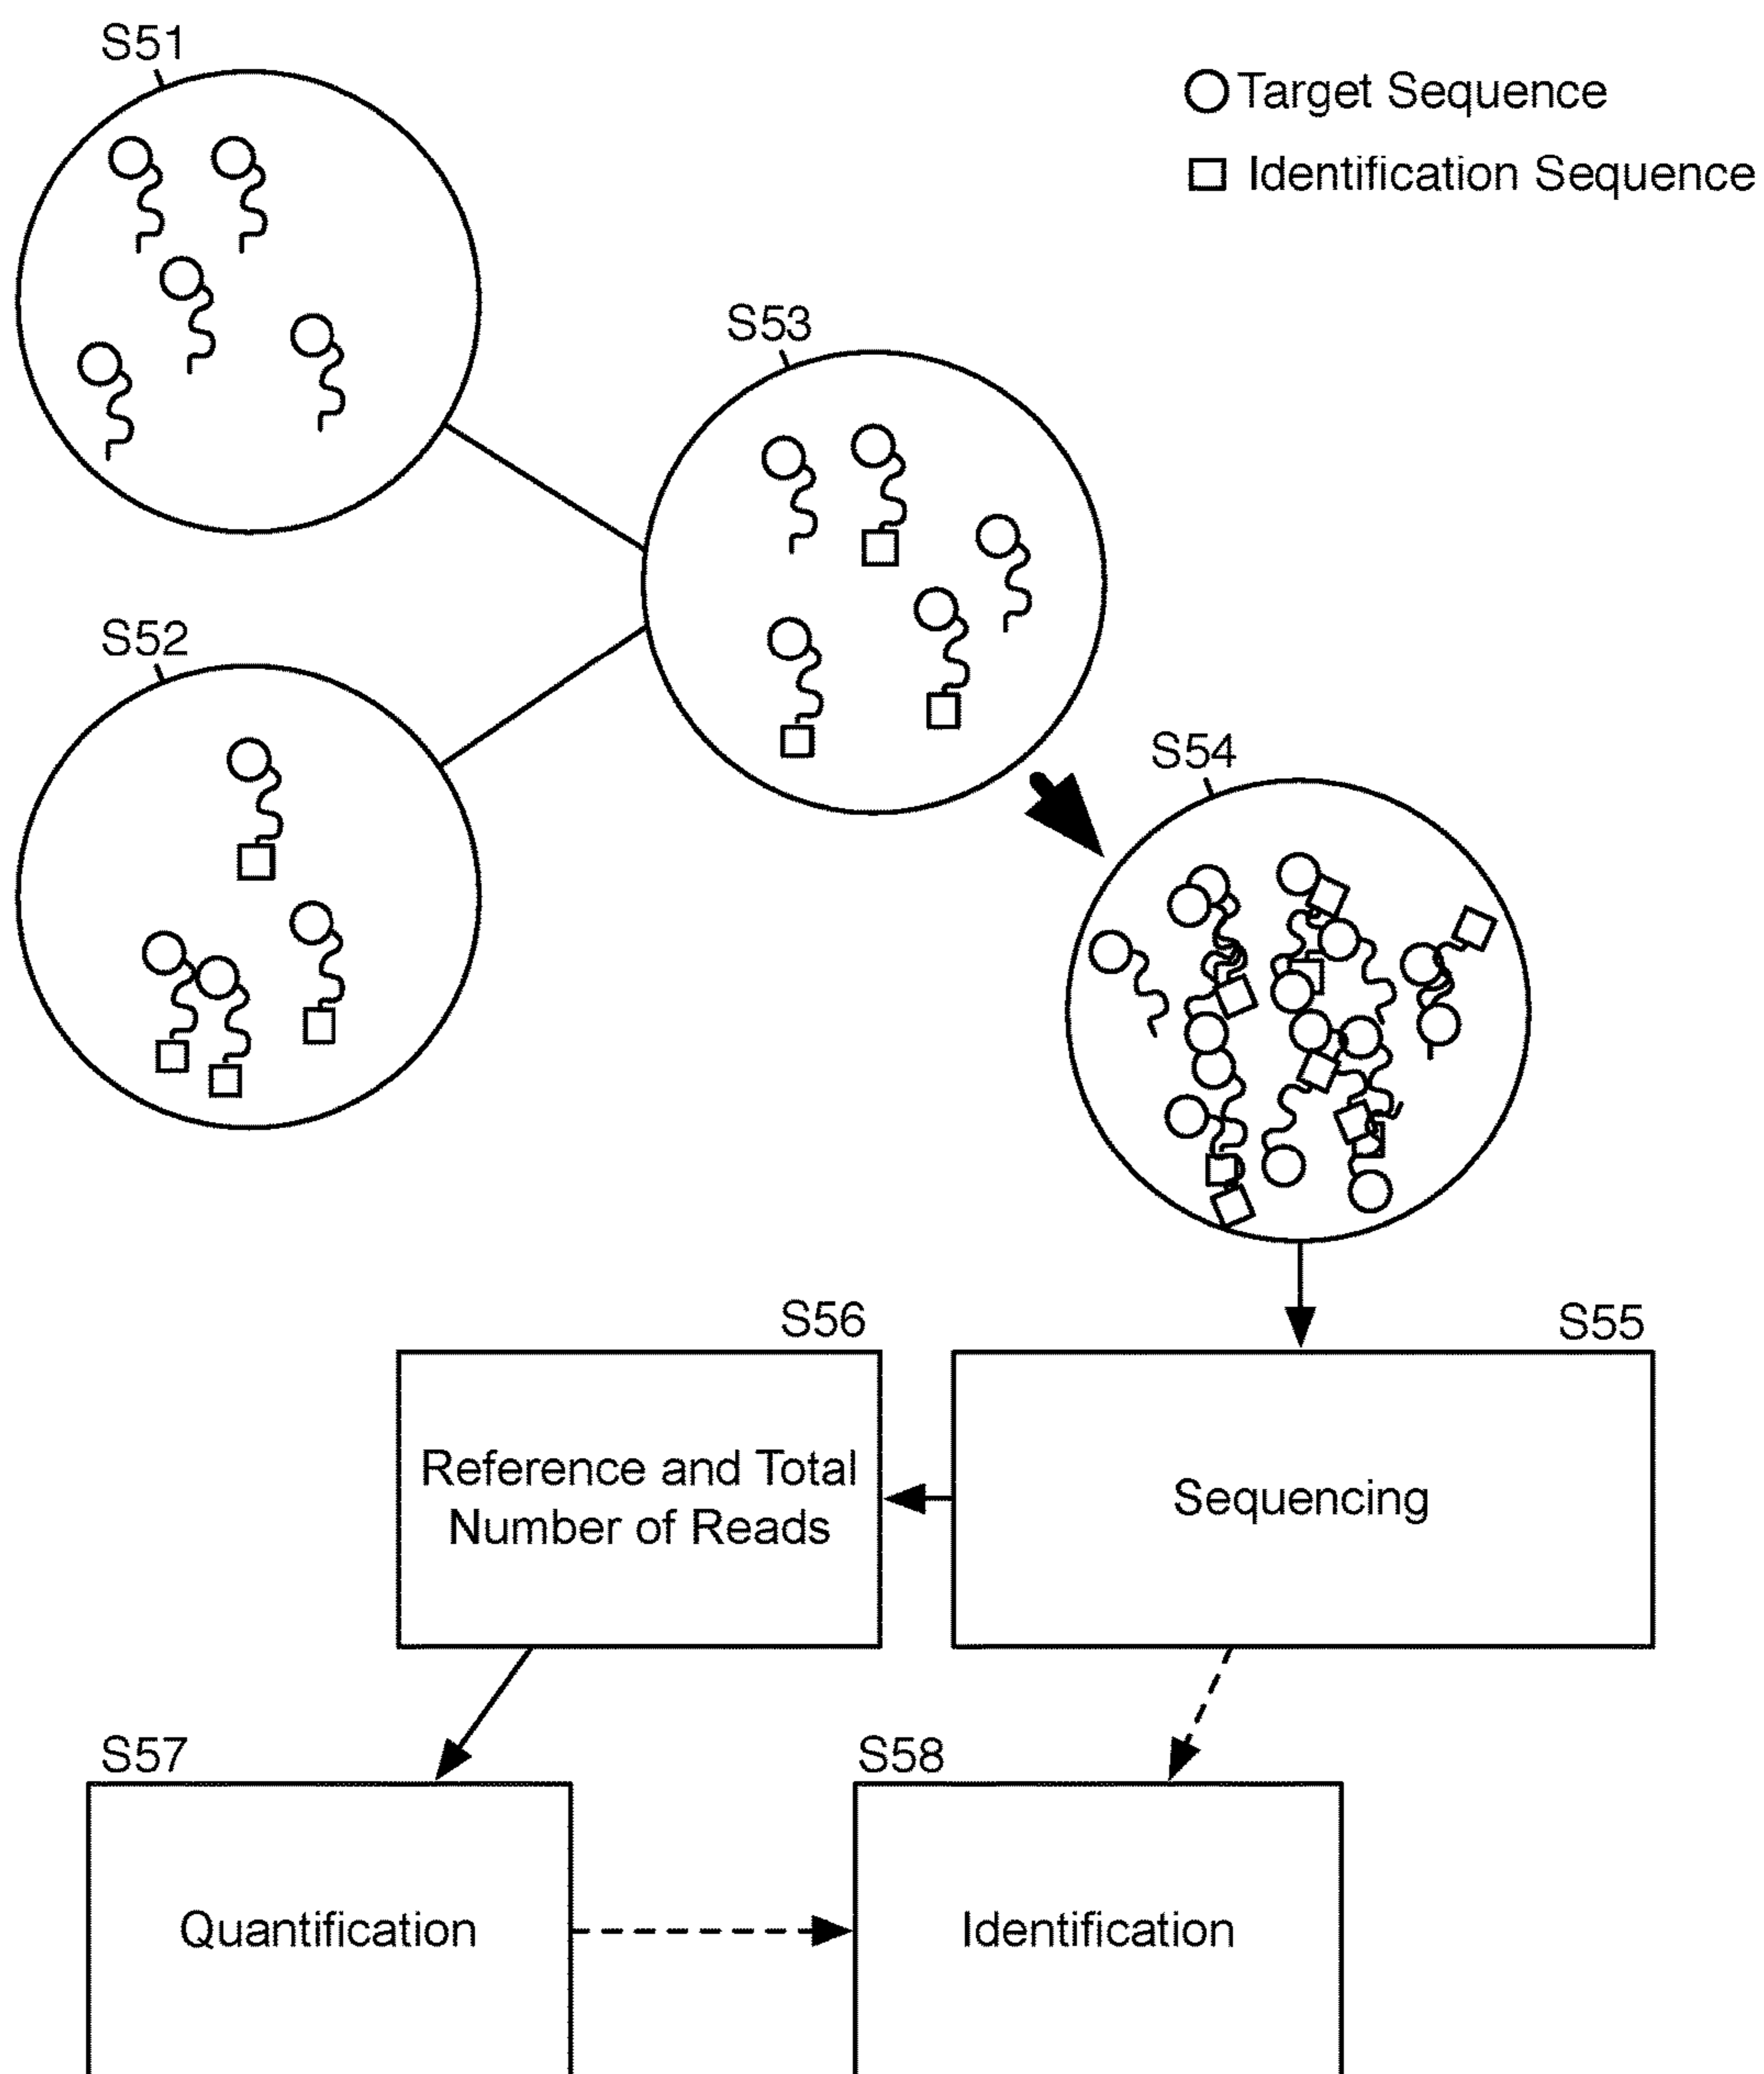 S51
Target Sequence
Identification Sequence
S53
S52
S54
S56
S55
Reference and Total
Number of Reads
Sequencing
S57
S58
Quantification
Identification